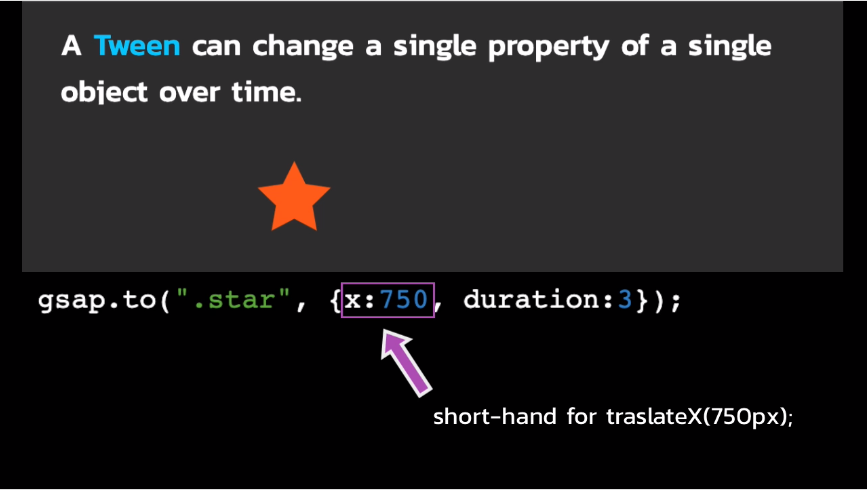 A Tween can change a single property of a single
object over time.
gsap.to(".star", {x:750, duration:3});
short-hand for traslateX(750px);